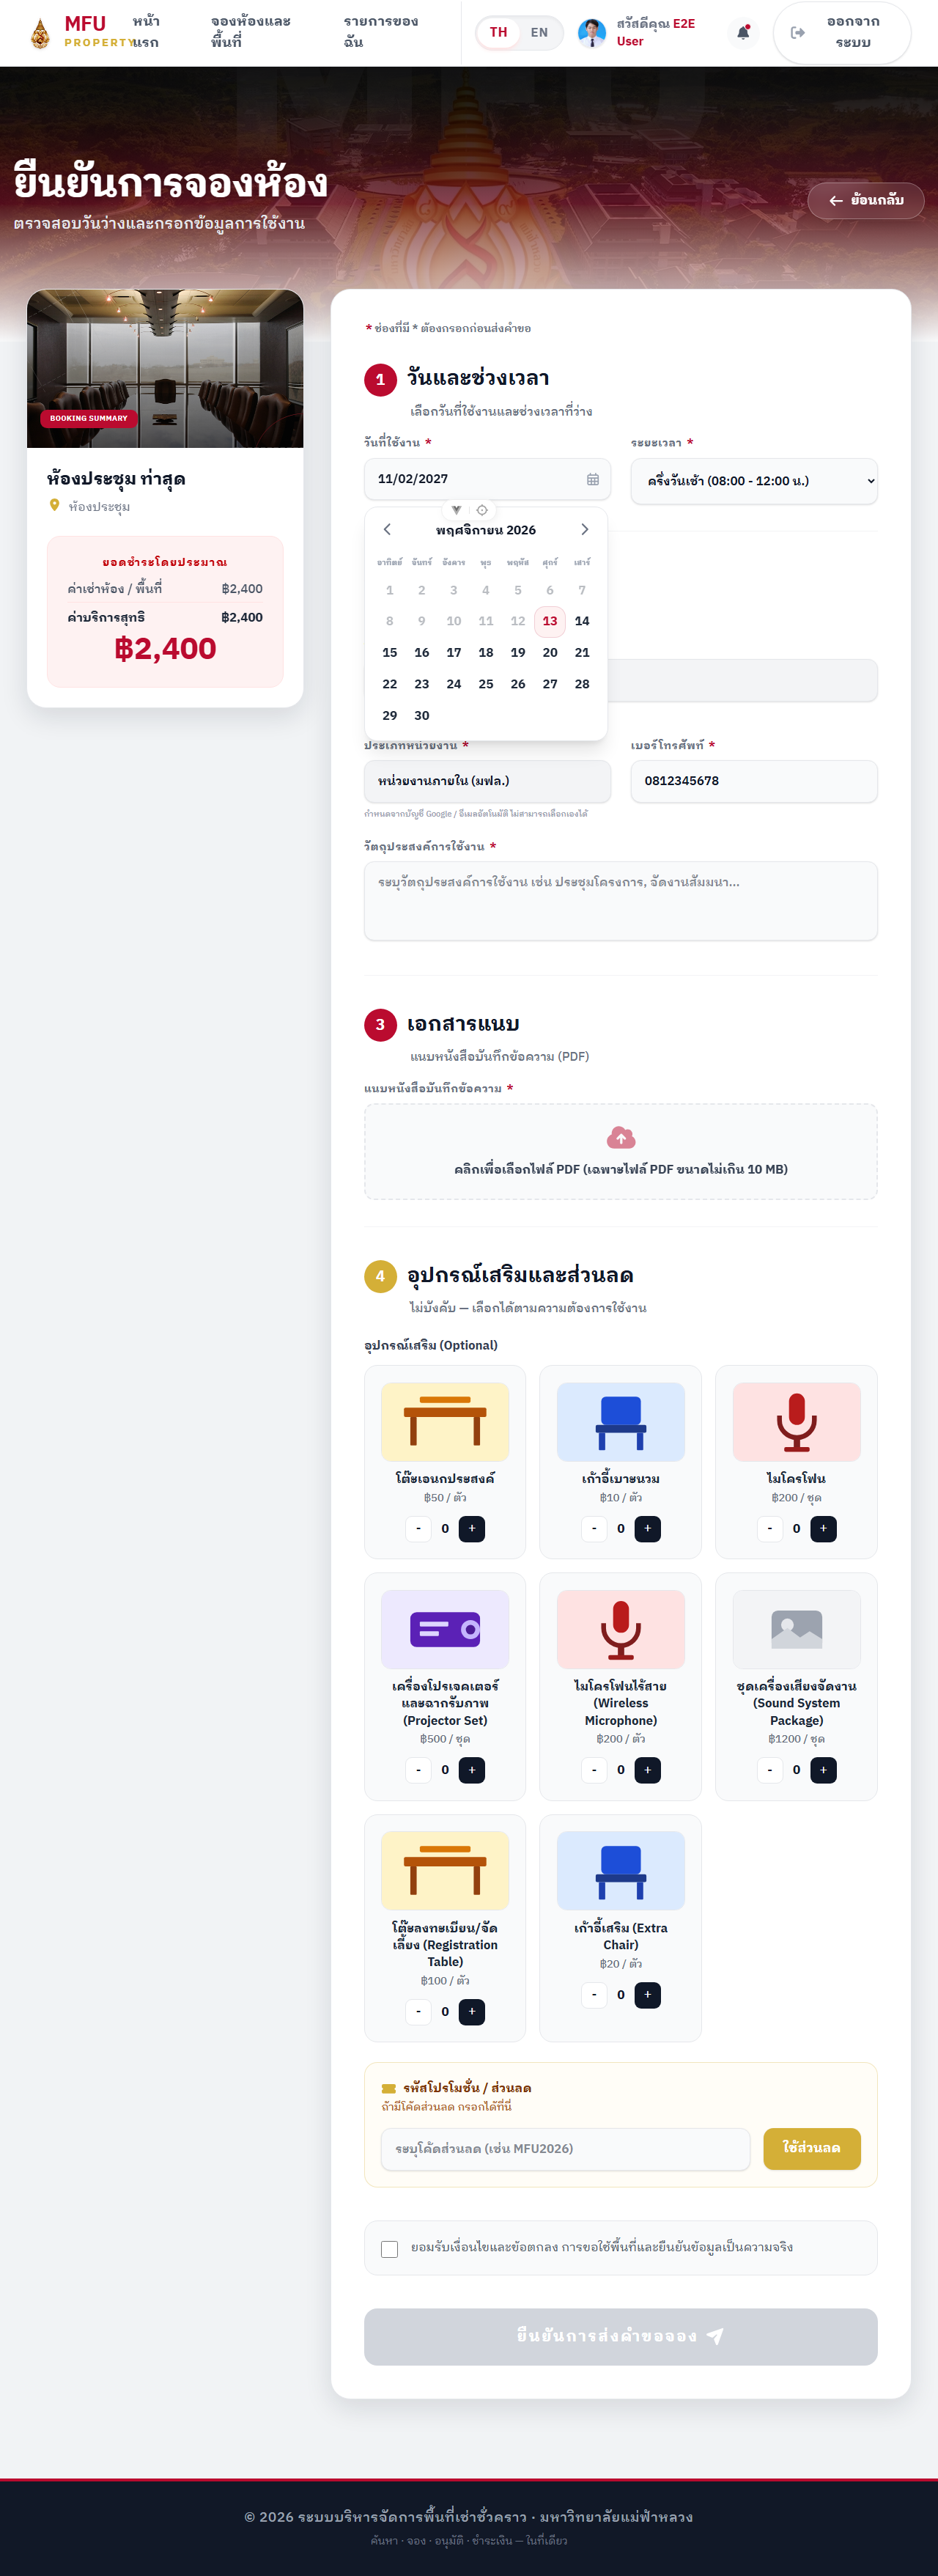 MFU
PROPERTY
หน้าแรก
จองห้องและพื้นที่
รายการของฉัน
TH EN
สวัสดีคุณ E2E User
ออกจากระบบ
ยืนยันการจองห้อง
ตรวจสอบวันว่างและกรอกข้อมูลการใช้งาน
ย้อนกลับ
BOOKING SUMMARY
ห้องประชุม ท่าสุด
ห้องประชุม
ยอดชำระโดยประมาณ
ค่าเช่าห้อง / พื้นที่ ฿2,400
ค่าบริการสุทธิ ฿2,400
฿2,400
* ช่องที่มี * ต้องกรอกก่อนส่งคำขอ
1 วันและช่วงเวลา
เลือกวันที่ใช้งานและช่วงเวลาที่ว่าง
วันที่ใช้งาน * ระยะเวลา *
11/02/2027 ครึ่งวันเช้า (08:00 - 12:00 น.)
พฤศจิกายน 2026
อาทิตย์ จันทร์ อังคาร พุธ พฤหัส ศุกร์ เสาร์
1 2 3 4 5 6 7
8 9 10 11 12 13 14
15 16 17 18 19 20 21
22 23 24 25 26 27 28
29 30
ประเภทหน่วยงาน * เบอร์โทรศัพท์ *
หน่วยงานภายใน (มฟล.) 0812345678
กำหนดจากบัญชี Google / อีเมลอัตโนมัติ ไม่สามารถเลือกเองได้
วัตถุประสงค์การใช้งาน *
ระบุวัตถุประสงค์การใช้งาน เช่น ประชุมโครงการ, จัดงานสัมมนา...
3 เอกสารแนบ
แนบหนังสือบันทึกข้อความ (PDF)
แนบหนังสือบันทึกข้อความ *
คลิกเพื่อเลือกไฟล์ PDF (เฉพาะไฟล์ PDF ขนาดไม่เกิน 10 MB)
4 อุปกรณ์เสริมและส่วนลด
ไม่บังคับ — เลือกได้ตามความต้องการใช้งาน
อุปกรณ์เสริม (Optional)
โต๊ะเอนกประสงค์
฿50 / ตัว
- 0 +
เก้าอี้เบาะนวม
฿10 / ตัว
- 0 +
ไมโครโฟน
฿200 / ชุด
- 0 +
เครื่องโปรเจคเตอร์
และฉากรับภาพ
(Projector Set)
฿500 / ชุด
- 0 +
ไมโครโฟนไร้สาย
(Wireless
Microphone)
฿200 / ตัว
- 0 +
ชุดเครื่องเสียงจัดงาน
(Sound System
Package)
฿1200 / ชุด
- 0 +
โต๊ะลงทะเบียน/จัด
เลี้ยง (Registration
Table)
฿100 / ตัว
- 0 +
เก้าอี้เสริม (Extra
Chair)
฿20 / ตัว
- 0 +
รหัสโปรโมชั่น / ส่วนลด
ถ้ามีโค้ดส่วนลด กรอกได้ที่นี่
ระบุโค้ดส่วนลด (เช่น MFU2026)
ใช้ส่วนลด
ยอมรับเงื่อนไขและข้อตกลง การขอใช้พื้นที่และยืนยันข้อมูลเป็นความจริง
ยืนยันการส่งคำขอจอง
© 2026 ระบบบริหารจัดการพื้นที่เช่าชั่วคราว · มหาวิทยาลัยแม่ฟ้าหลวง
ค้นหา · จอง · อนุมัติ · ชำระเงิน — ในที่เดียว